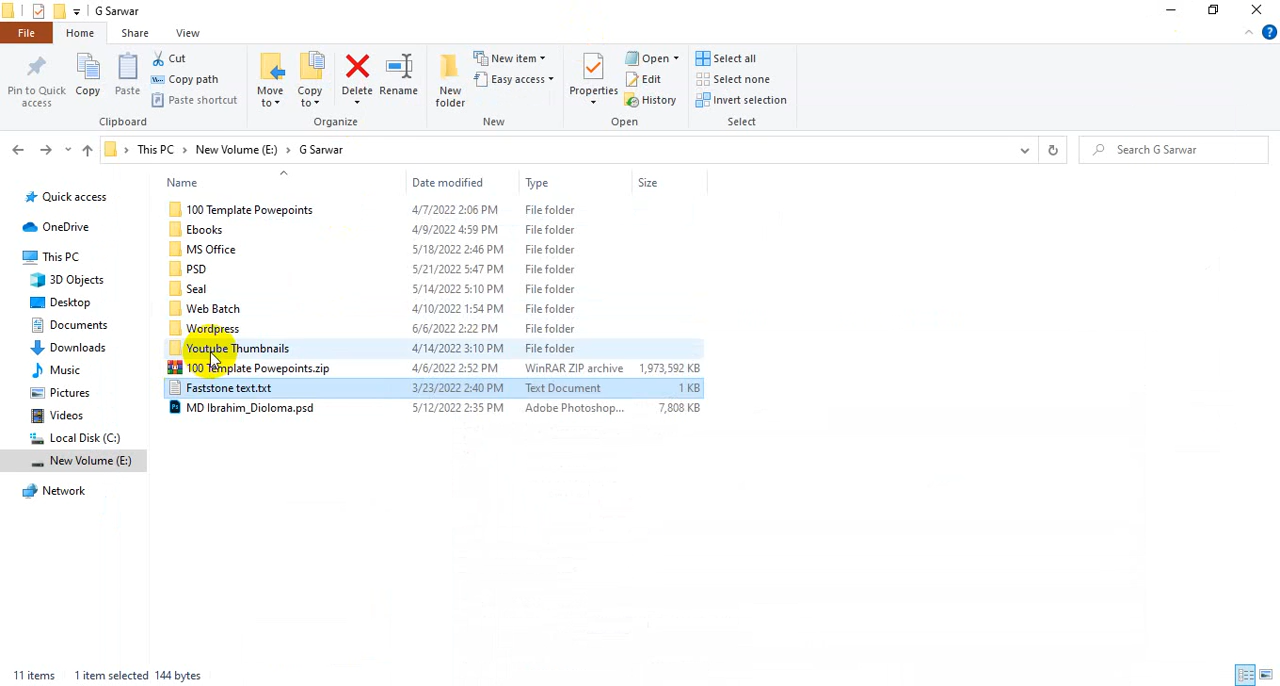 G Sarwar
File
Home
Share
View
Pin to Quick access
Copy
Paste
Cut
Copy path
Paste shortcut
Clipboard
Move to
Copy to
Delete
Rename
Organize
New folder
New item
Easy access
New
Properties
Open
Edit
History
Open
Select all
Select none
Invert selection
Select
This PC
New Volume (E:)
G Sarwar
Search G Sarwar
Name
Date modified
Type
Size
Quick access
OneDrive
This PC
3D Objects
Desktop
Documents
Downloads
Music
Pictures
Videos
Local Disk (C:)
New Volume (E:)
Network
100 Template Powepoints 4/7/2022 2:06 PM File folder
Ebooks 4/9/2022 4:59 PM File folder
MS Office 5/18/2022 2:46 PM File folder
PSD 5/21/2022 5:47 PM File folder
Seal 5/14/2022 5:10 PM File folder
Web Batch 4/10/2022 1:54 PM File folder
Wordpress 6/6/2022 2:22 PM File folder
Youtube Thumbnails 4/14/2022 3:10 PM File folder
100 Template Powepoints.zip 4/6/2022 2:52 PM WinRAR ZIP archive 1,973,592 KB
Faststone text.txt 3/23/2022 2:40 PM Text Document 1 KB
MD Ibrahim_Dioloma.psd 5/12/2022 2:35 PM Adobe Photoshop... 7,808 KB
11 items 1 item selected 144 bytes